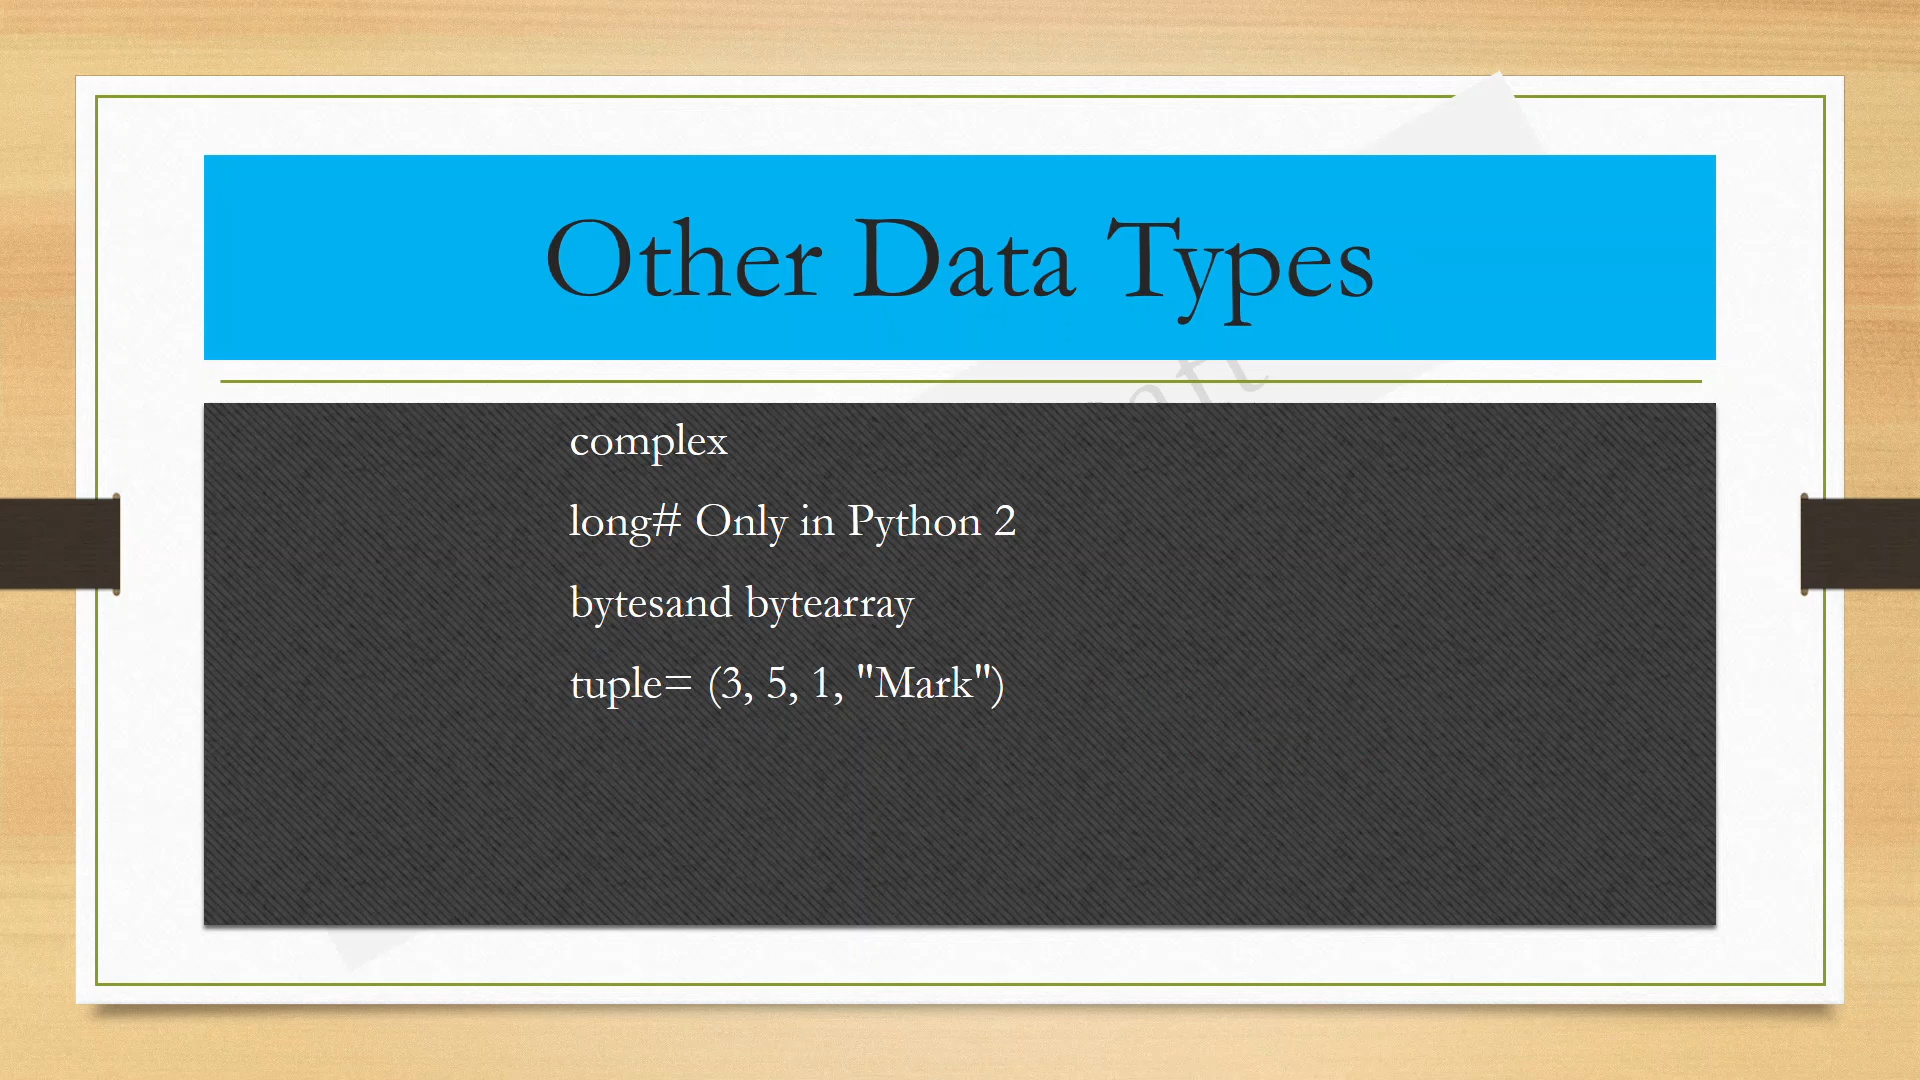 Other Data Types
complex
long# Only in Python 2
bytesand bytearray
tuple= (3, 5, 1, "Mark")